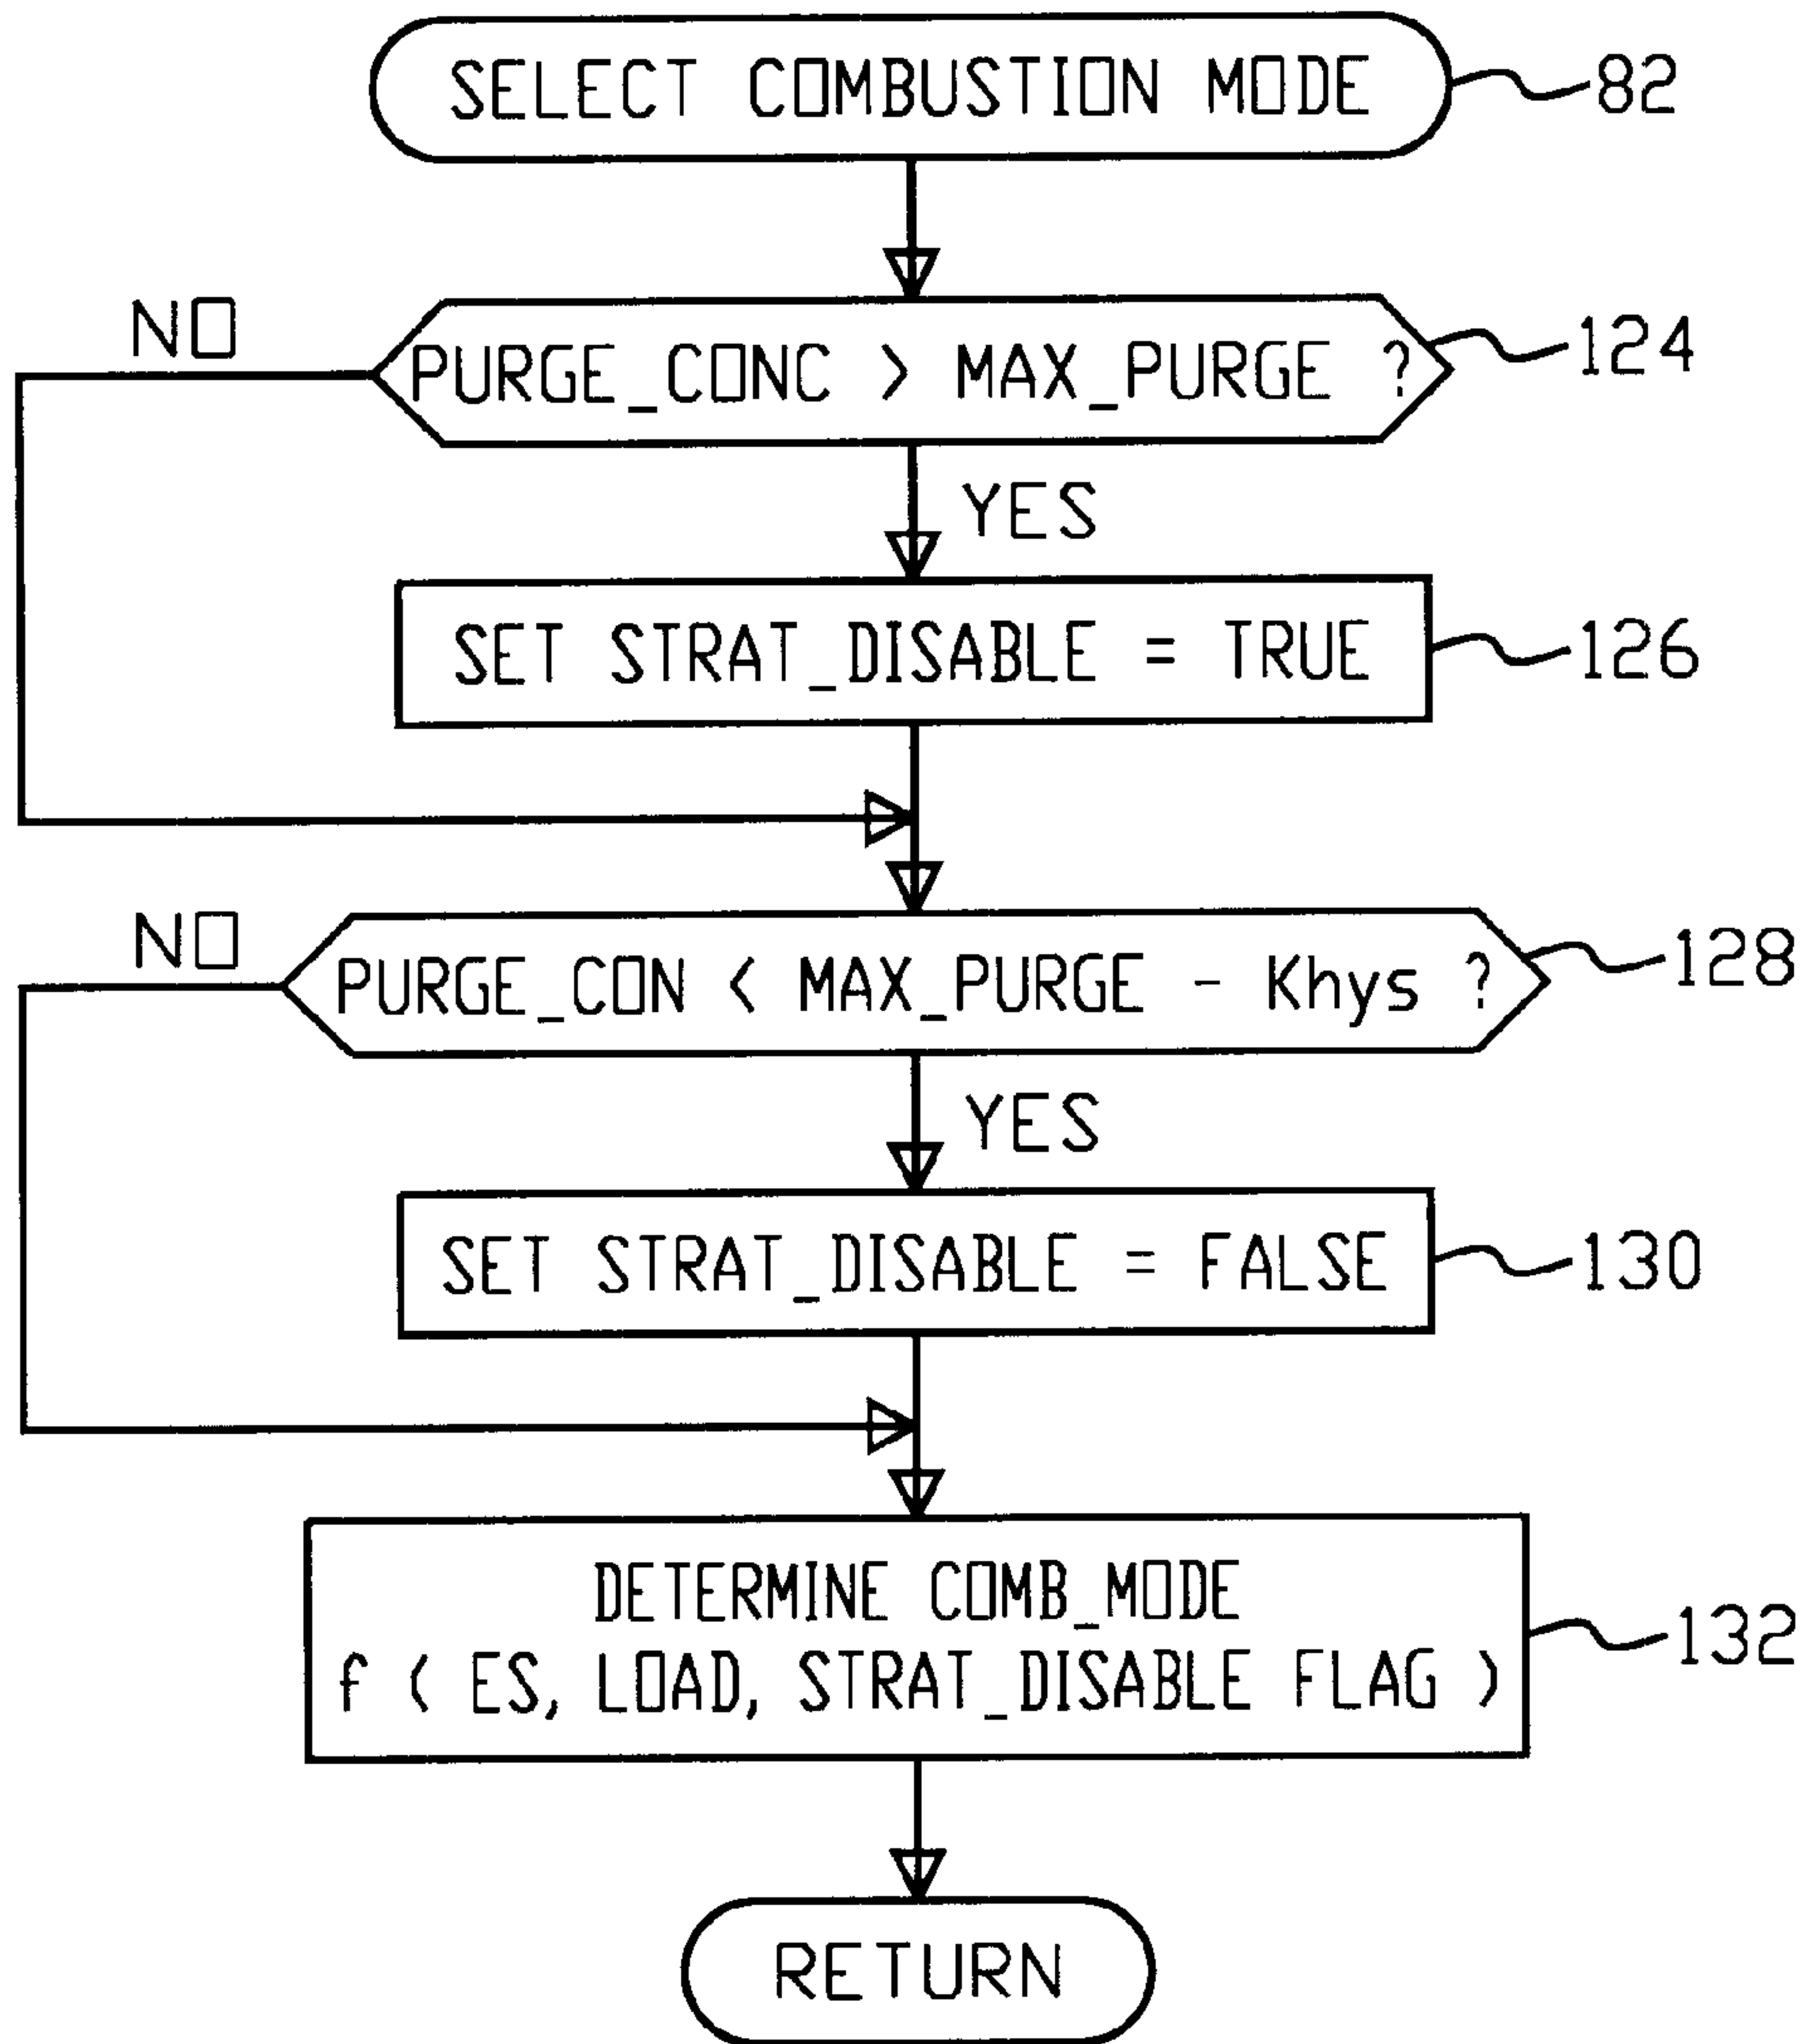 SELECT COMBUSTION MODE
82
NO
PURGE_CONC > MAX_PURGE ?
124
YES
SET STRAT_DISABLE = TRUE
126
NO
PURGE_CON < MAX_PURGE - Khys ?
128
YES
SET STRAT_DISABLE = FALSE
130
DETERMINE COMB_MODE
f ( ES, LOAD, STRAT_DISABLE FLAG )
132
RETURN